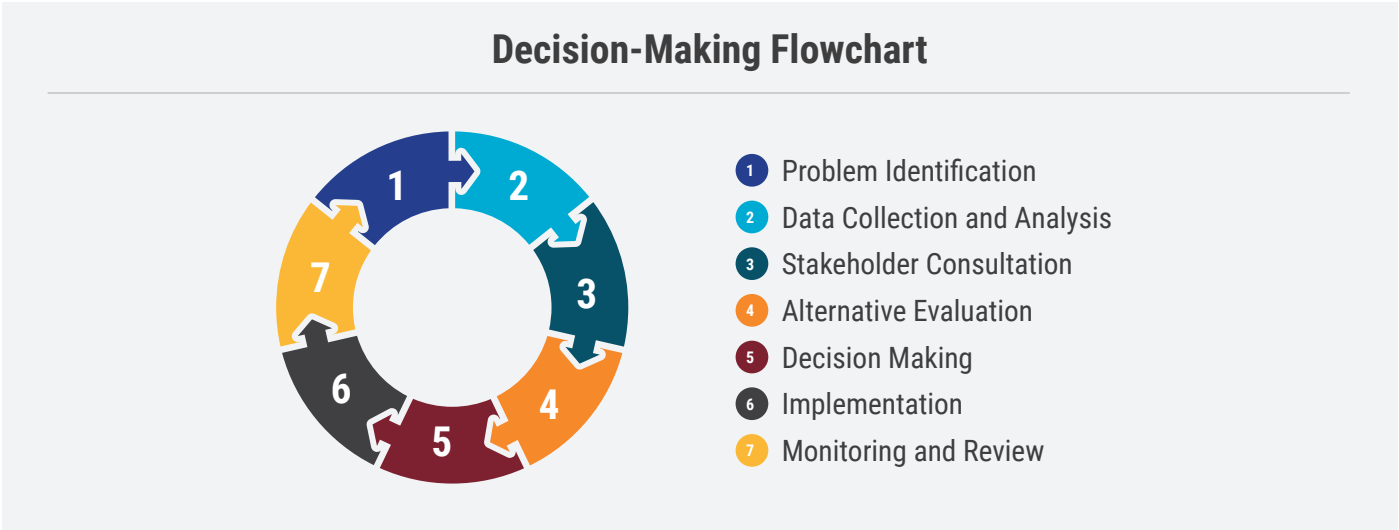 Decision-Making Flowchart
1
2
3
4
5
6
7
1 Problem Identification
2 Data Collection and Analysis
3 Stakeholder Consultation
4 Alternative Evaluation
5 Decision Making
6 Implementation
7 Monitoring and Review